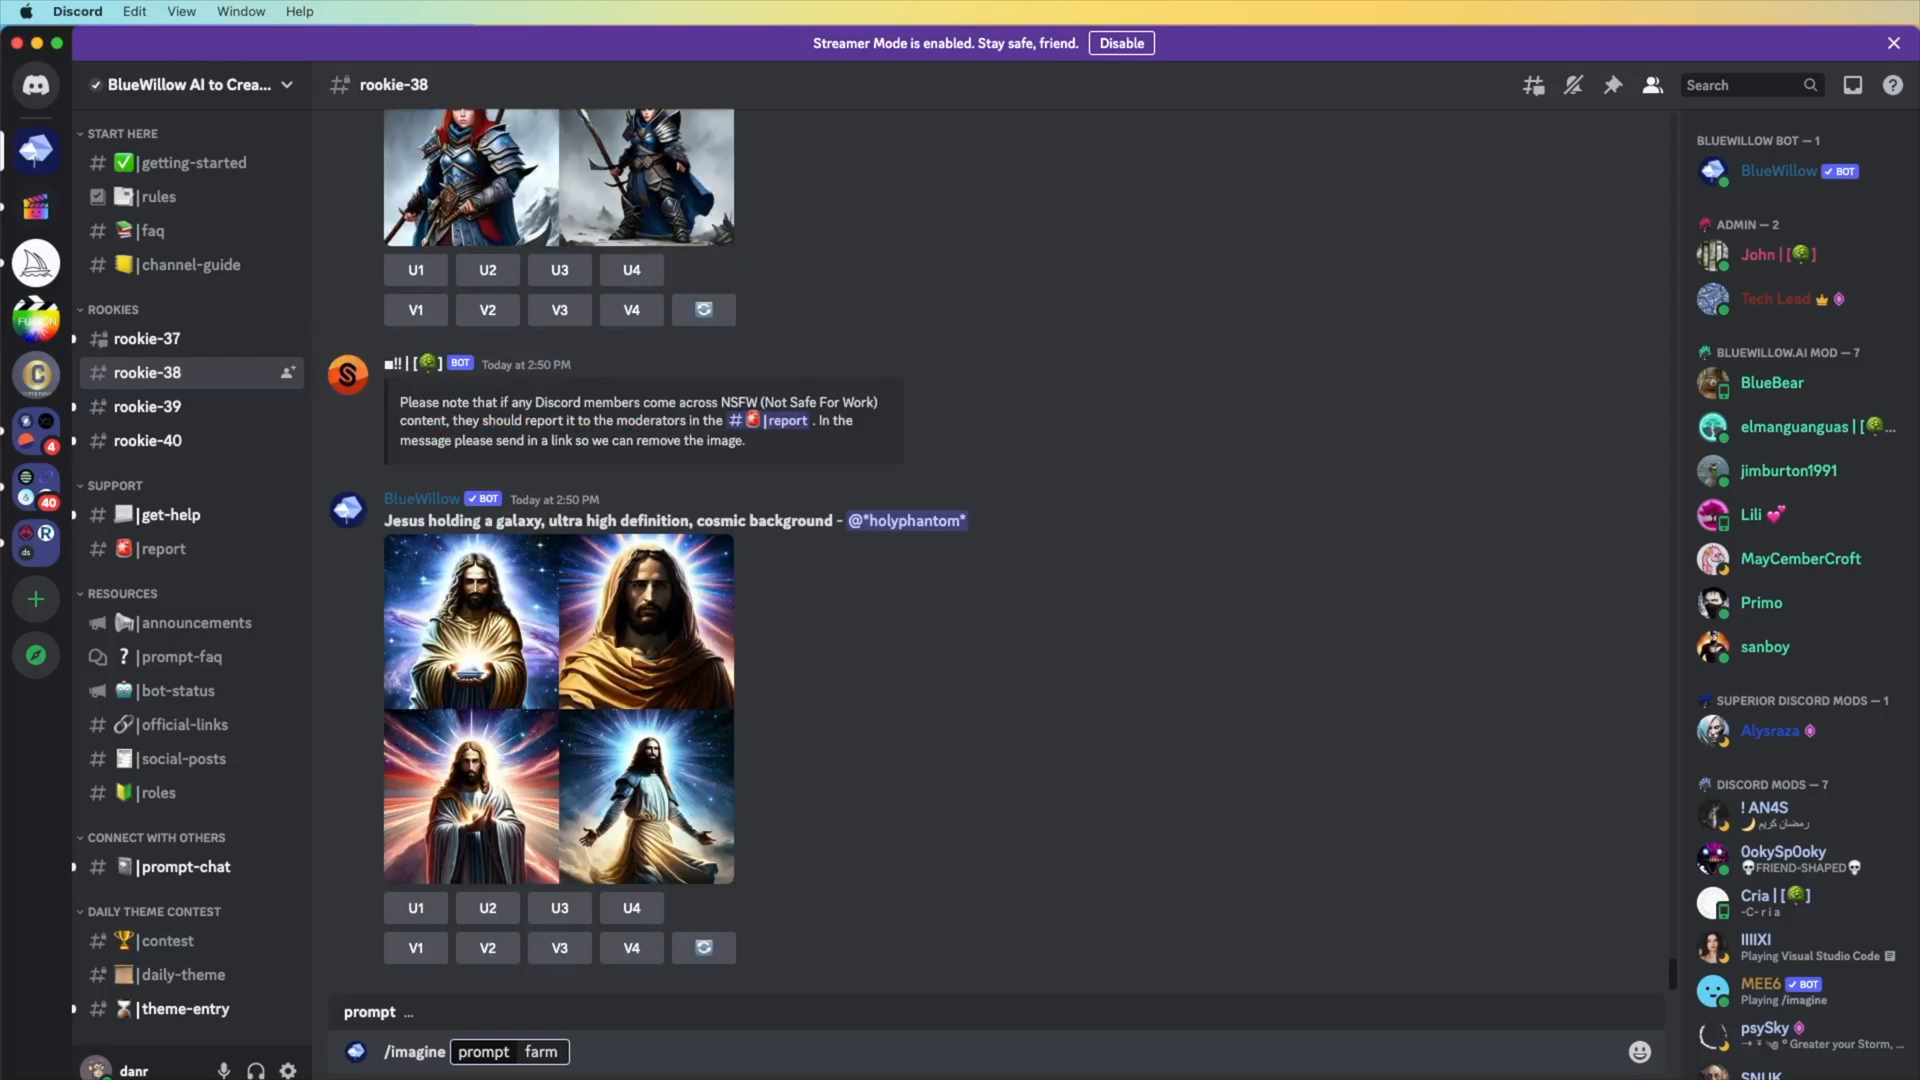 Discord Edit View Window Help
Streamer Mode is enabled. Stay safe, friend. Disable
BlueWillow AI to Crea...
rookie-38
Search
START HERE
|getting-started
|rules
|faq
|channel-guide
ROOKIES
rookie-37
rookie-38
rookie-39
rookie-40
SUPPORT
|get-help
|report
RESOURCES
|announcements
|prompt-faq
|bot-status
|official-links
|social-posts
|roles
CONNECT WITH OTHERS
|prompt-chat
DAILY THEME CONTEST
|contest
|daily-theme
|theme-entry
danr
FUSION
C
4
40
R
ds
U1 U2 U3 U4
V1 V2 V3 V4
!! | [🥦] BOT Today at 2:50 PM
Please note that if any Discord members come across NSFW (Not Safe For Work)
content, they should report it to the moderators in the # |report . In the
message please send in a link so we can remove the image.
BlueWillow BOT Today at 2:50 PM
Jesus holding a galaxy, ultra high definition, cosmic background - @*holyphantom*
U1 U2 U3 U4
V1 V2 V3 V4
prompt ...
/imagine prompt farm
BLUEWILLOW BOT — 1
BlueWillow BOT
ADMIN — 2
John | [🥦]
Tech Lead
BLUEWILLOW.AI MOD — 7
BlueBear
elmanguanguas | [🥦...
jimburton1991
Lili
MayCemberCroft
Primo
sanboy
SUPERIOR DISCORD MODS — 1
Alysraza
DISCORD MODS — 7
! AN4S
رمضان كريم
0okySp0oky
FRIEND-SHAPED
Cria | [🥦]
-C- r i a
IIIIXI
Playing Visual Studio Code
MEE6 BOT
Playing /imagine
psySky
Greater your Storm, ...
SNUK